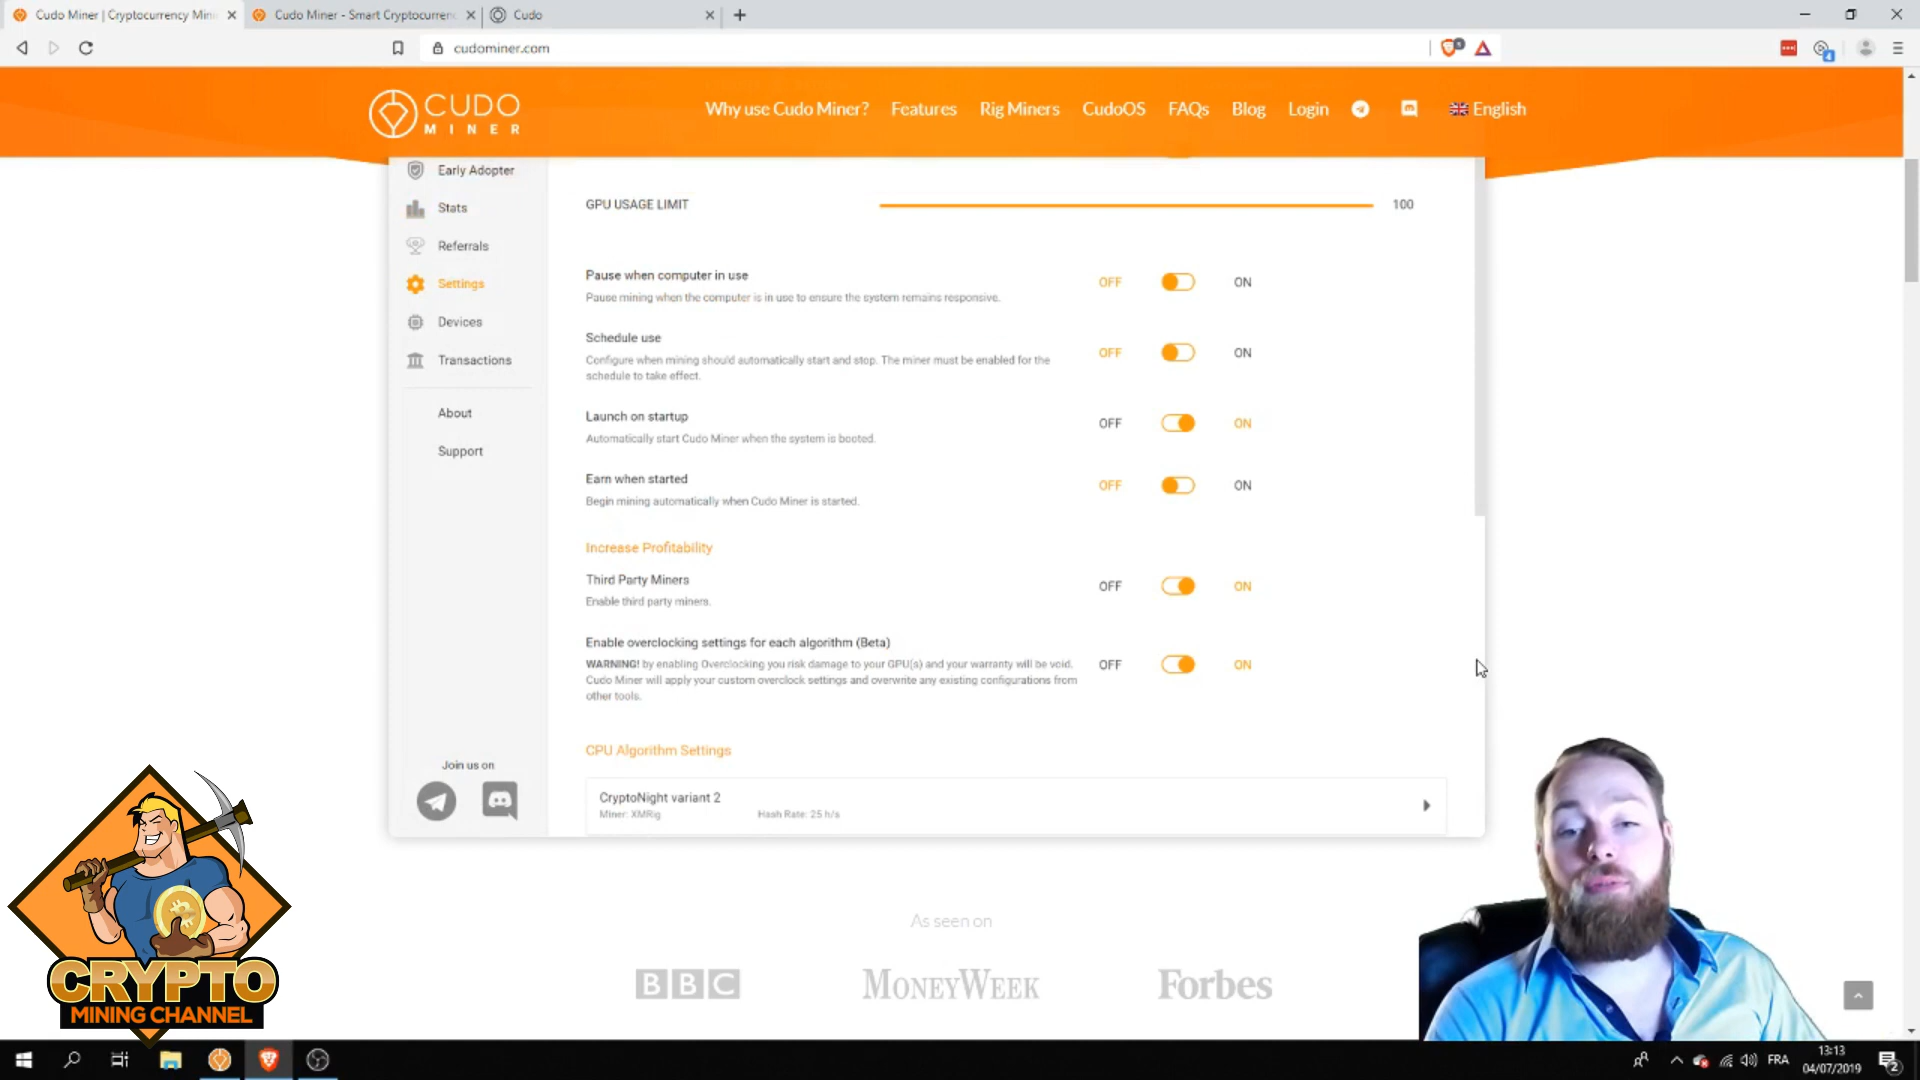 Cudo Miner | Cryptocurrency Mini
Cudo Miner - Smart Cryptocurrenc
Cudo
cudominer.com
CUDO
MINER
Why use Cudo Miner?
Features
Rig Miners
CudoOS
FAQs
Blog
Login
English
Early Adopter
Stats
Referrals
Settings
Devices
Transactions
About
Support
Join us on
GPU USAGE LIMIT
100
Pause when computer in use
Pause mining when the computer is in use to ensure the system remains responsive.
OFF
ON
Schedule use
Configure when mining should automatically start and stop. The miner must be enabled for the
schedule to take effect.
OFF
ON
Launch on startup
Automatically start Cudo Miner when the system is booted.
OFF
ON
Earn when started
Begin mining automatically when Cudo Miner is started.
OFF
ON
Increase Profitability
Third Party Miners
Enable third party miners.
OFF
ON
Enable overclocking settings for each algorithm (Beta)
WARNING! by enabling Overclocking you risk damage to your GPU(s) and your warranty will be void.
Cudo Miner will apply your custom overclock settings and overwrite any existing configurations from
other tools.
OFF
ON
CPU Algorithm Settings
CryptoNight variant 2
Miner: XMRig
Hash Rate: 25 h/s
As seen on
BBC
MONEYWEEK
Forbes
CRYPTO
MINING CHANNEL
FRA
13:13
04/07/2019
2